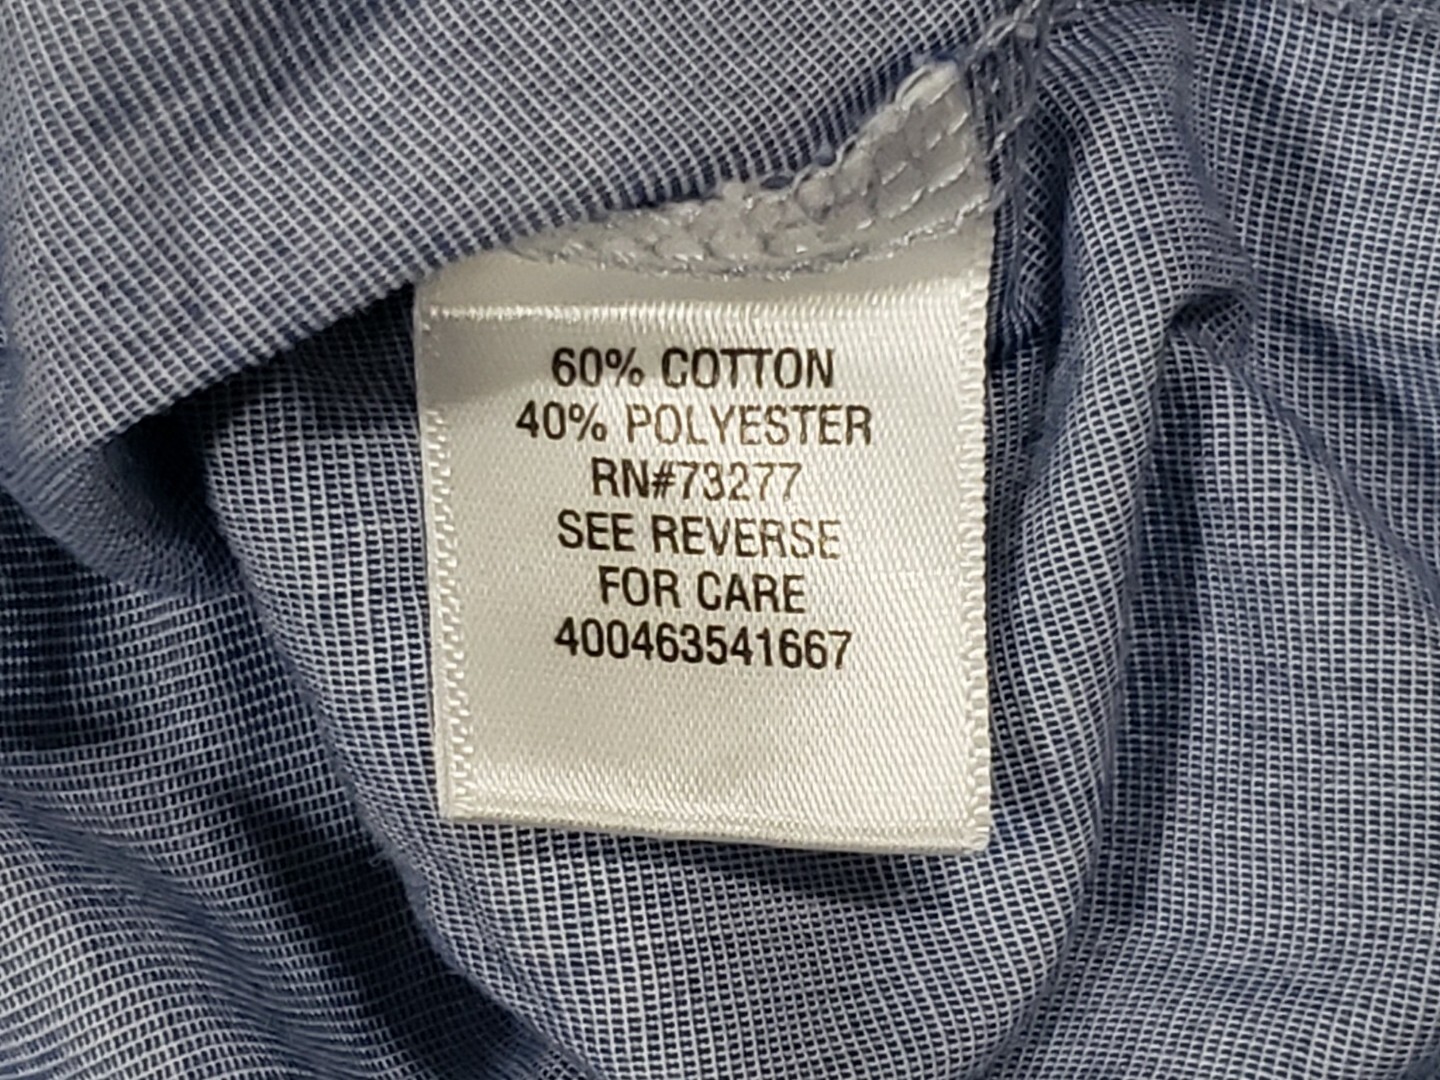 60% COTTON
40% POLYESTER
RN#73277
SEE REVERSE
FOR CARE
400463541667